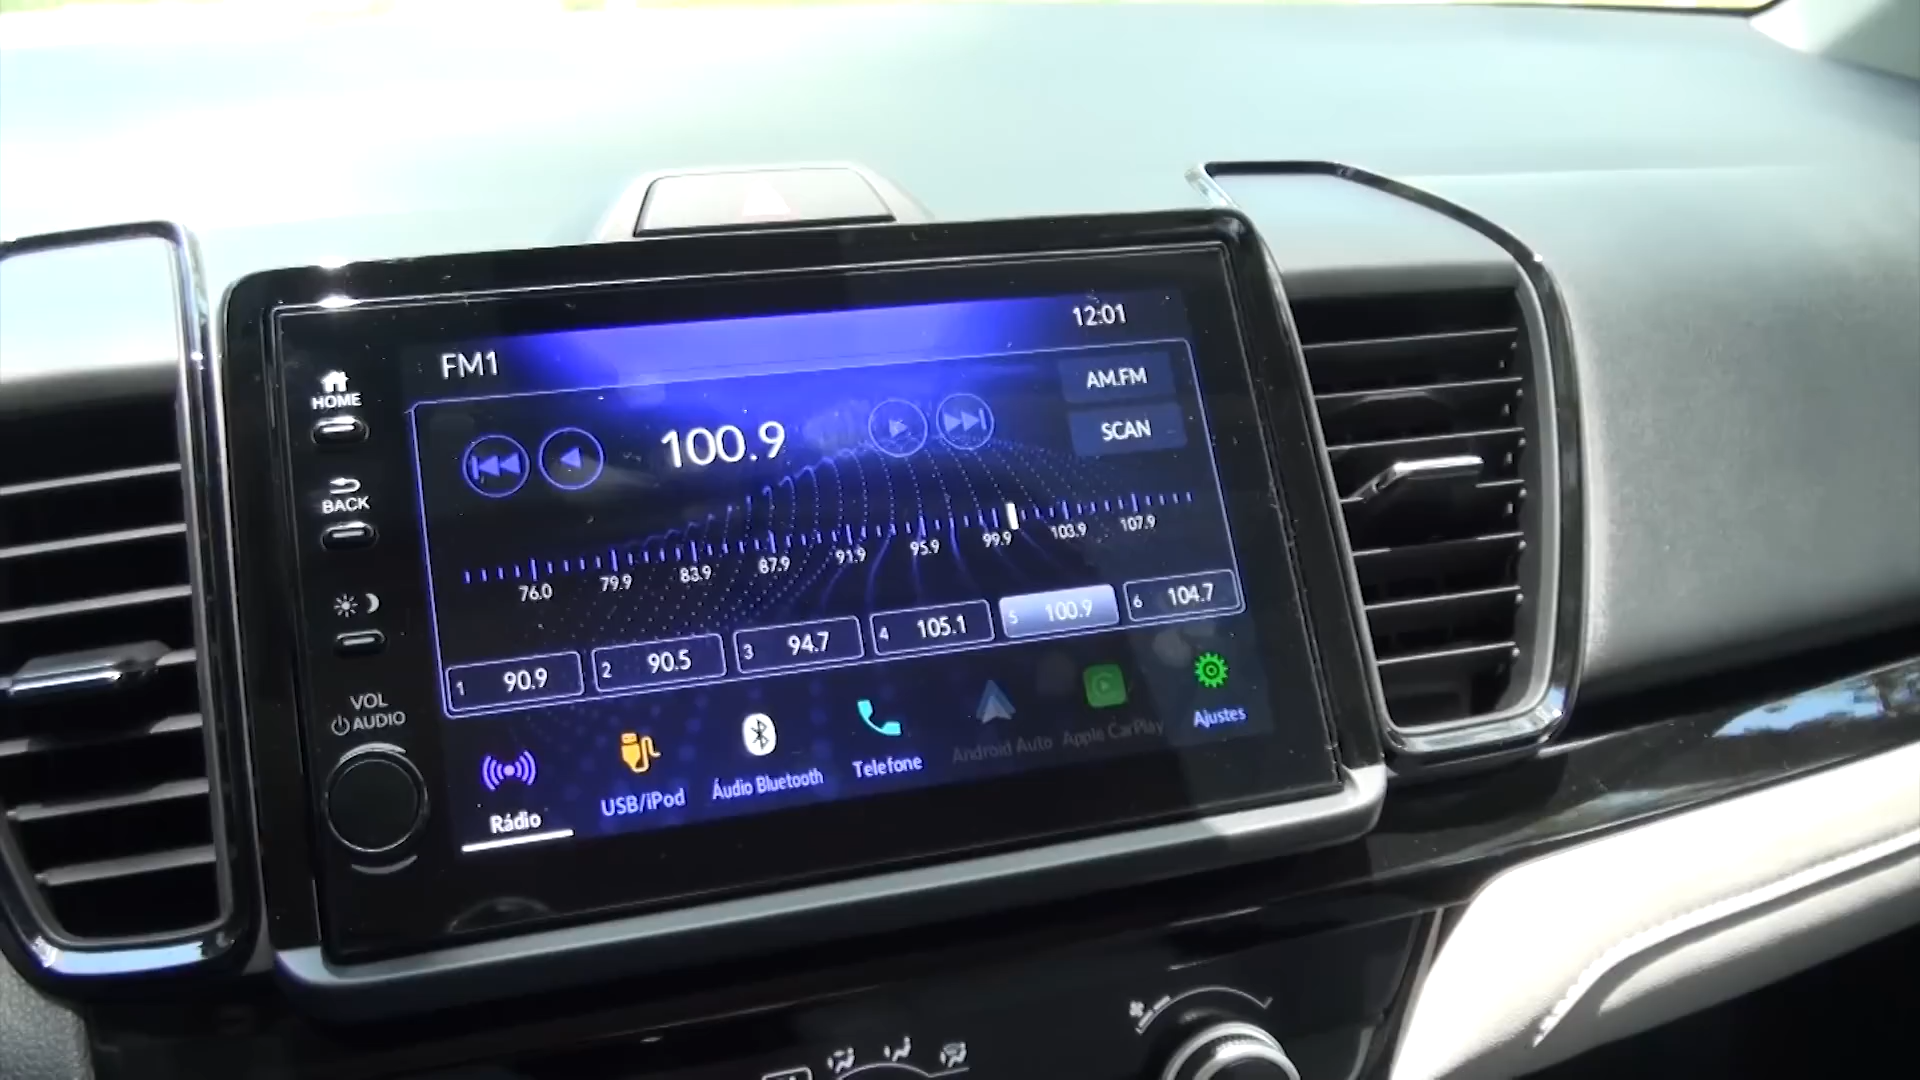 12:01
FM1
HOME
AM.FM
100.9
SCAN
BACK
76.0 79.9 83.9 87.9 91.9 95.9 99.9 103.9 107.9
1 90.9
2 90.5
3 94.7
4 105.1
5 100.9
6 104.7
VOL
AUDIO
Rádio
USB/iPod
Áudio Bluetooth
Telefone
Android Auto
Apple CarPlay
Ajustes